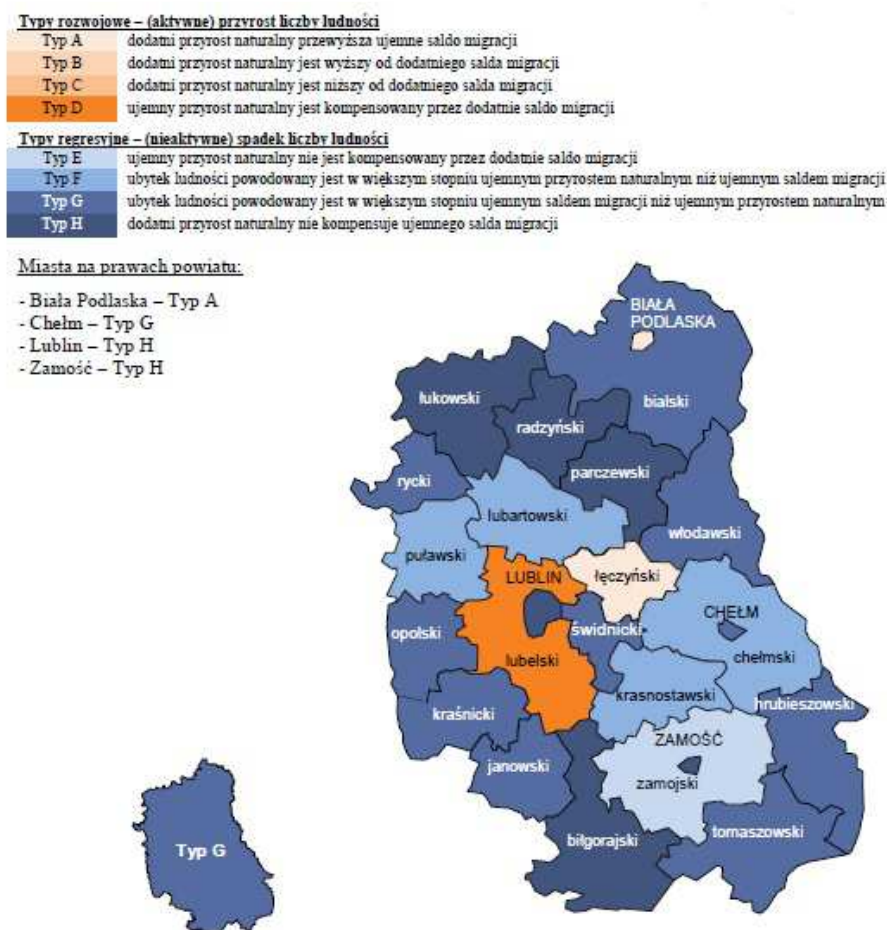 Typy rozwojowe – (aktywne) przyrost liczby ludności
Typ A dodatni przyrost naturalny przewyższa ujemne saldo migracji
Typ B dodatni przyrost naturalny jest wyższy od dodatniego salda migracji
Typ C dodatni przyrost naturalny jest niższy od dodatniego salda migracji
Typ D ujemny przyrost naturalny jest kompensowany przez dodatnie saldo migracji
Typy regresyjne – (nieaktywne) spadek liczby ludności
Typ E ujemny przyrost naturalny nie jest kompensowany przez dodatnie saldo migracji
Typ F ubytek ludności powodowany jest w większym stopniu ujemnym przyrostem naturalnym niż ujemnym saldem migracji
Typ G ubytek ludności powodowany jest w większym stopniu ujemnym saldem migracji niż ujemnym przyrostem naturalnym
Typ H dodatni przyrost naturalny nie kompensuje ujemnego salda migracji
Miasta na prawach powiatu:
- Biała Podlaska – Typ A
- Chełm – Typ G
- Lublin – Typ H
- Zamość – Typ H
BIAŁA
PODLASKA
łukowski
bialski
radzyński
parczewski
rycki
lubartowski
włodawski
puławski
LUBLIN
łęczyński
CHEŁM
opolski
świdnicki
chełmski
lubelski
krasnostawski
hrubieszowski
kraśnicki
ZAMOŚĆ
janowski
zamojski
tomaszowski
biłgorajski
Typ G